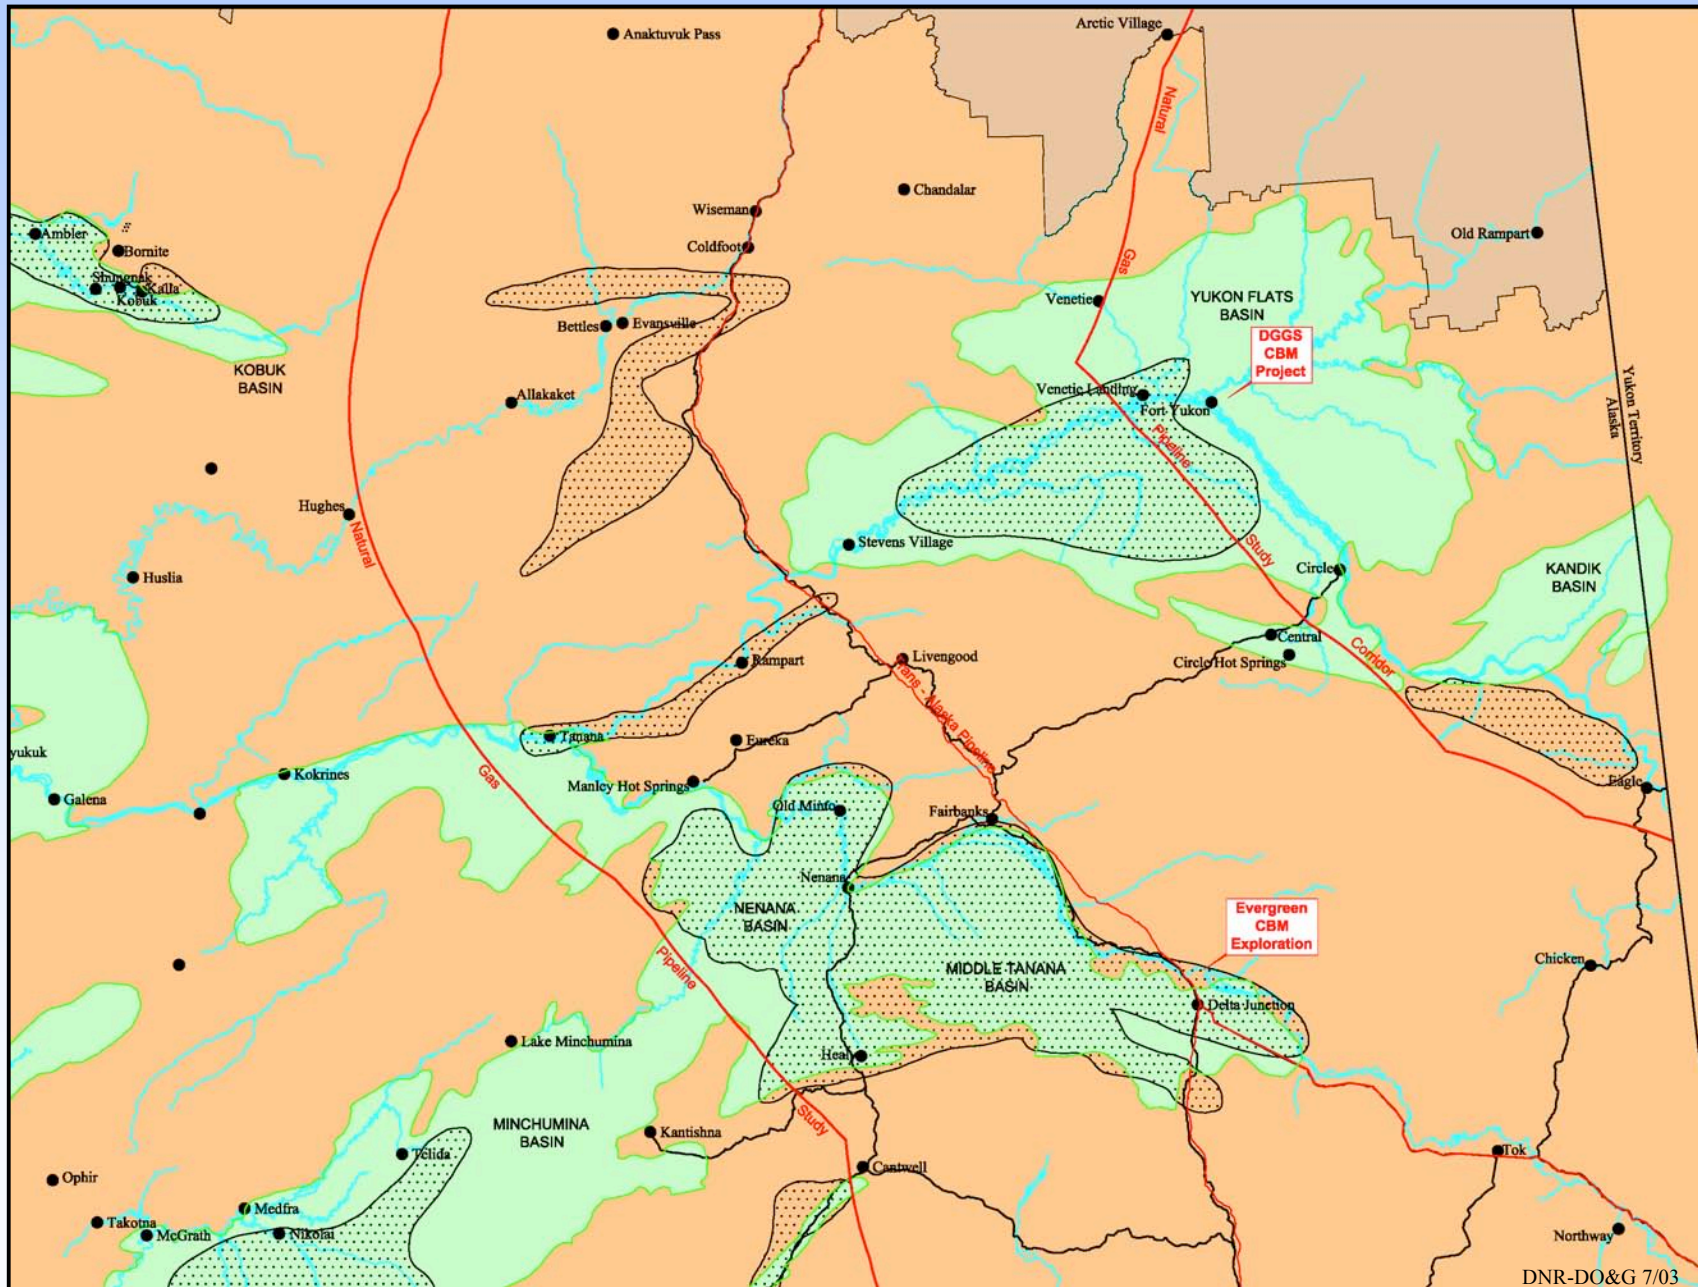 Anaktuvuk Pass
Arctic Village
Natural
Chandalar
Wiseman
Coldfoot
Gas
Old Rampart
Ambler
Bornite
Shungnak
Kalla
Kobuk
Venetie
YUKON FLATS
BASIN
DGGS
CBM
Project
Bettles
Evansville
KOBUK
BASIN
Allakaket
Venetic Landing
Fort Yukon
Yukon Territory
Alaska
Pipeline
Hughes
Natural
Stevens Village
Study
Circle
KANDIK
BASIN
Huslia
Central
Circle Hot Springs
Corridor
Rampart
Livengood
Trans - Alaska Pipeline
Tanana
Eureka
yukuk
Kokrines
Gas
Manley Hot Springs
Galena
Old Minto
Fairbanks
Eagle
Nenana
NENANA
BASIN
Evergreen
CBM
Exploration
Pipeline
MIDDLE TANANA
BASIN
Chicken
Delta Junction
Lake Minchumina
Heal
MINCHUMINA
BASIN
Study
Kantishna
Telida
Cantwell
Tok
Ophir
Medfra
Takotna
McGrath
Nikolai
Northway
DNR-DO&G 7/03